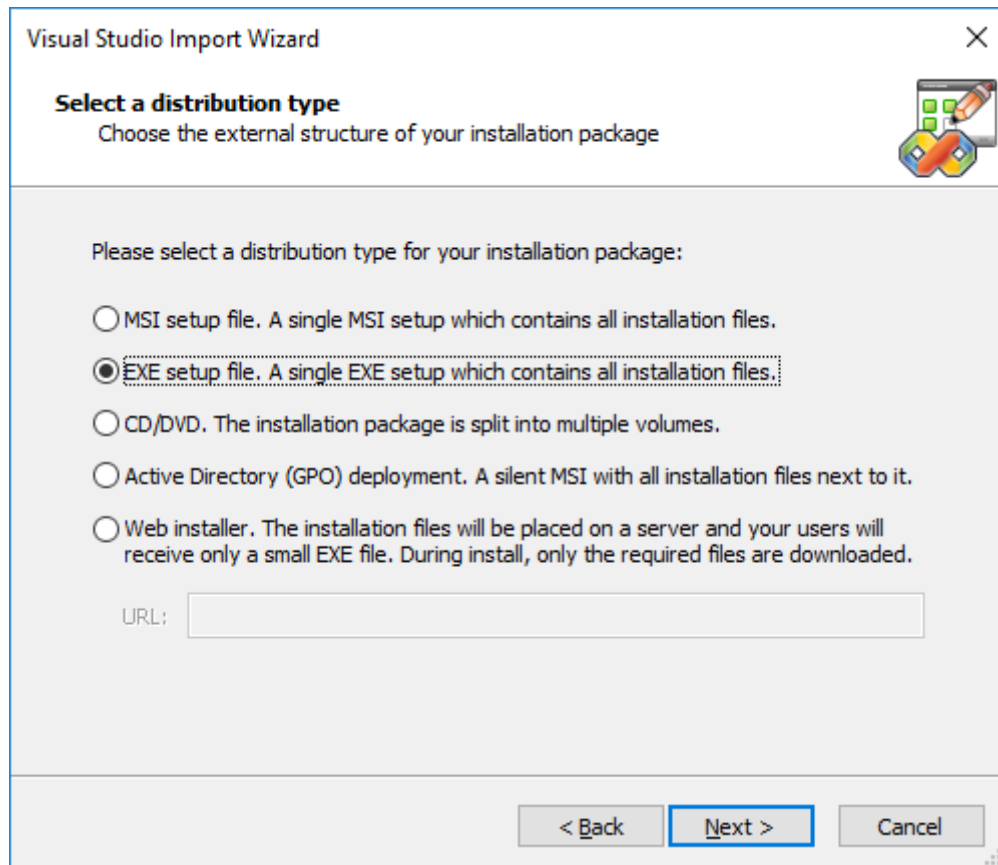 Visual Studio Import Wizard
Select a distribution type
Choose the external structure of your installation package
Please select a distribution type for your installation package:
MSI setup file. A single MSI setup which contains all installation files.
EXE setup file. A single EXE setup which contains all installation files.
CD/DVD. The installation package is split into multiple volumes.
Active Directory (GPO) deployment. A silent MSI with all installation files next to it.
Web installer. The installation files will be placed on a server and your users will
receive only a small EXE file. During install, only the required files are downloaded.
URL:
< Back Next > Cancel